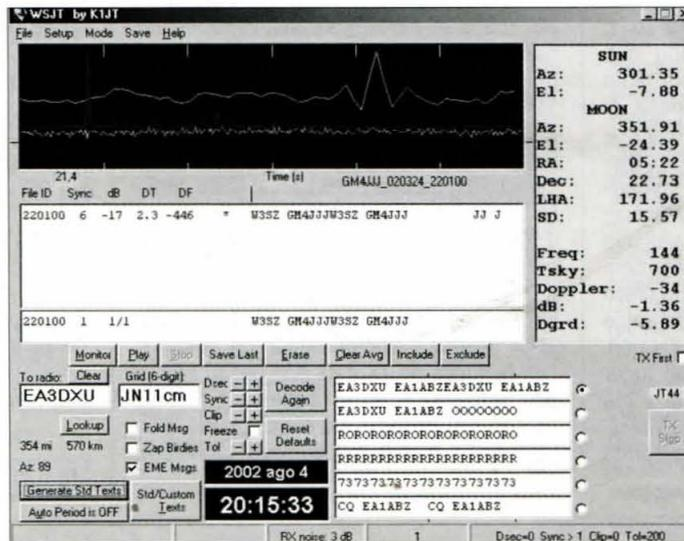 WSJT by K1JT
File Setup Mode Save Help
21,4 Time (s) GM4JJJ_020324_220100
File ID Sync dB DT DF
220100 6 -17 2.3 -446 * W3SZ GM4JJJW3SZ GM4JJJ JJ J
220100 1 1/1 W3SZ GM4JJJW3SZ GM4JJJ
SUN
Az: 301.35
El: -7.88
MOON
Az: 351.91
El: -24.39
RA: 05:22
Dec: 22.73
LHA: 171.96
SD: 15.57
Freq: 144
Tsky: 700
Doppler: -34
dB: -1.36
Dgrd: -5.89
Monitor Play Stop Save Last Erase Clear Avg Include Exclude TX First
To radio: Clear Grid (6-digit)
EA3DXU JN11cm
Lookup
354 mi 570 km
Az: 89
Fold Msg
Zap Birdies
EME Msgs
Dsec - +
Sync - +
Clip - +
Freeze
Tol - +
Decode Again
Reset Defaults
Generate Std Texts
Auto Period is OFF
Std/Custom Texts
2002 ago 4
20:15:33
EA3DXU EA1ABZEA3DXU EA1ABZ
EA3DXU EA1ABZ OOOOOOOO
RORORORORORORORORORORO
RRRRRRRRRRRRRRRRRRRRRR
7373737373737373737373
CQ EA1ABZ CQ EA1ABZ
JT44
TX Stop
RX noise: 3 dB 1 Dsec=0 Sync > 1 Clip=0 Tol=200